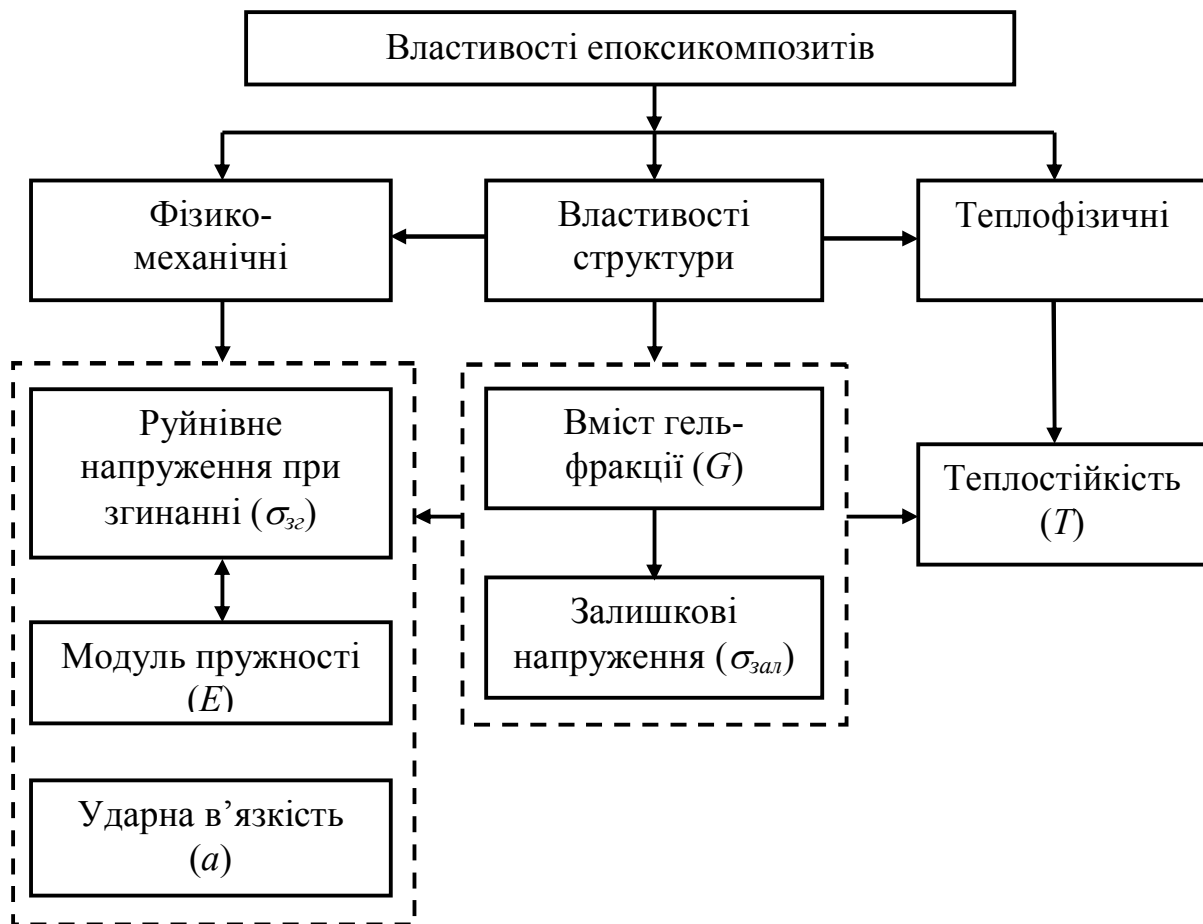 Властивості епоксикомпозитів
Фізико-
механічні
Властивості
структури
Теплофізичні
Руйнівне
напруження при
згинанні (σзг)
Вміст гель-
фракції (G)
Теплостійкість
(T)
Модуль пружності
(E)
Залишкові
напруження (σзал)
Ударна в’язкість
(a)